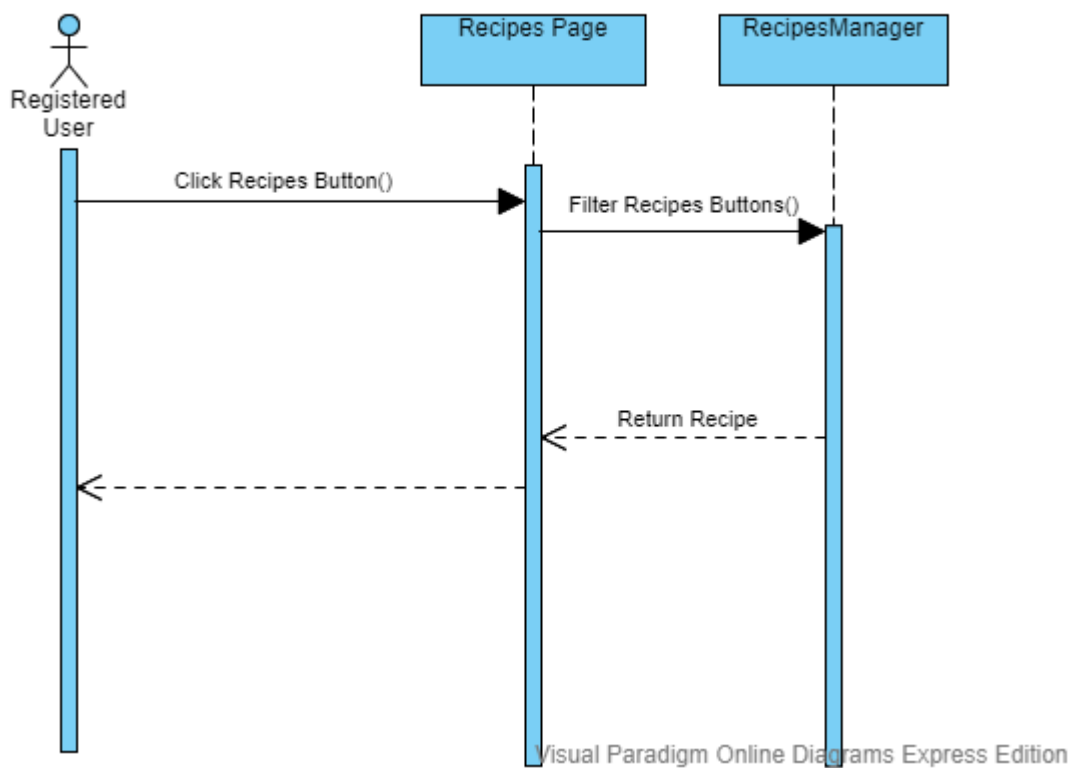 Recipes Page
RecipesManager
Registered
User
Click Recipes Button()
Filter Recipes Buttons()
Return Recipe
Visual Paradigm Online Diagrams Express Edition